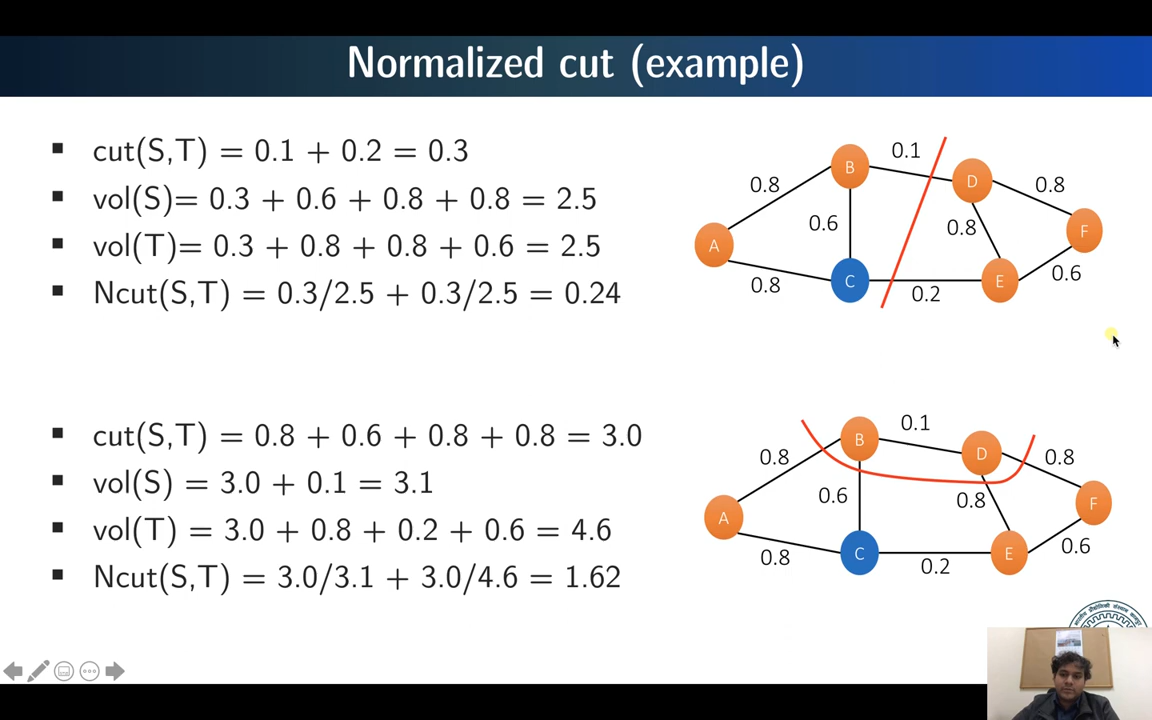 Normalized cut (example)
▪ cut(S,T) = 0.1 + 0.2 = 0.3
▪ vol(S)= 0.3 + 0.6 + 0.8 + 0.8 = 2.5
▪ vol(T)= 0.3 + 0.8 + 0.8 + 0.6 = 2.5
▪ Ncut(S,T) = 0.3/2.5 + 0.3/2.5 = 0.24
0.1
B
D
0.8
0.8
0.6
0.8
F
A
0.6
0.8
C
0.2
E
▪ cut(S,T) = 0.8 + 0.6 + 0.8 + 0.8 = 3.0
▪ vol(S) = 3.0 + 0.1 = 3.1
▪ vol(T) = 3.0 + 0.8 + 0.2 + 0.6 = 4.6
▪ Ncut(S,T) = 3.0/3.1 + 3.0/4.6 = 1.62
0.1
B
D
0.8
0.8
0.6
0.8
F
A
0.6
0.8
C
0.2
E